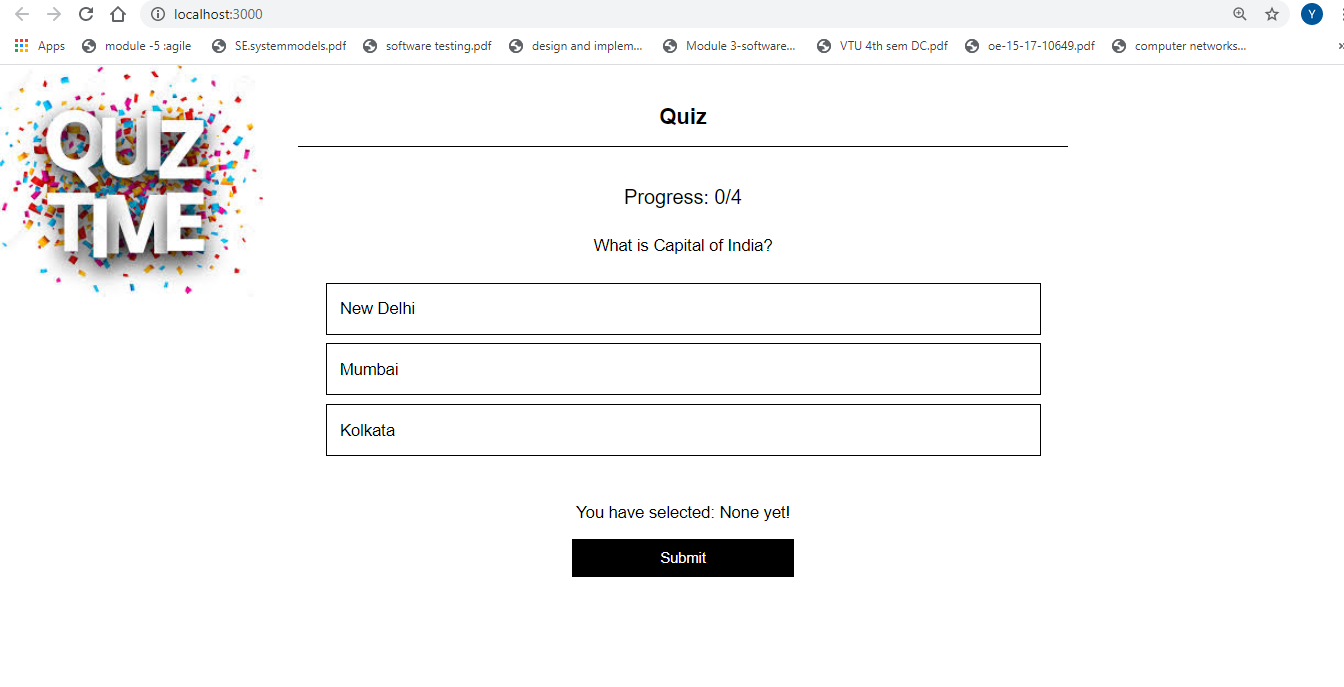 localhost:3000
Y
Apps module -5 :agile SE.systemmodels.pdf software testing.pdf design and implem... Module 3-software... VTU 4th sem DC.pdf oe-15-17-10649.pdf computer networks... »
QUIZ
TIME
Quiz
Progress: 0/4
What is Capital of India?
New Delhi
Mumbai
Kolkata
You have selected: None yet!
Submit